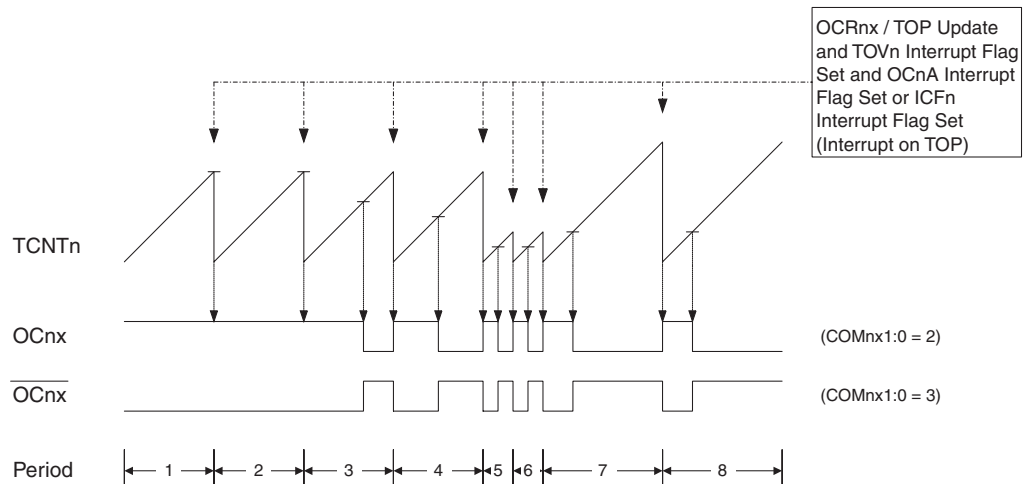 OCRnx / TOP Update
and TOVn Interrupt Flag
Set and OCnA Interrupt
Flag Set or ICFn
Interrupt Flag Set
(Interrupt on TOP)
TCNTn
OCnx
(COMnx1:0 = 2)
OCnx
(COMnx1:0 = 3)
Period 1 2 3 4 5 6 7 8